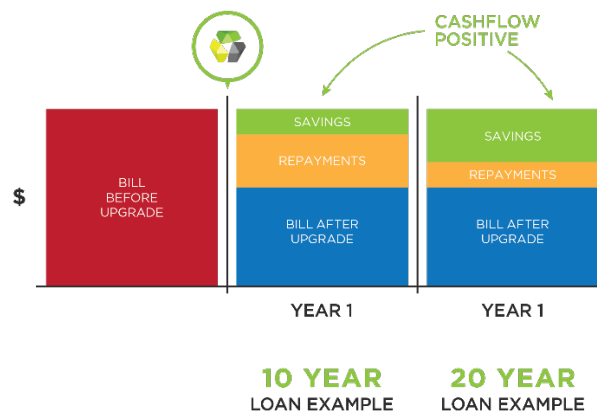 CASHFLOW
POSITIVE
$
BILL
BEFORE
UPGRADE
SAVINGS
REPAYMENTS
BILL AFTER
UPGRADE
SAVINGS
REPAYMENTS
BILL AFTER
UPGRADE
YEAR 1
YEAR 1
10 YEAR
LOAN EXAMPLE
20 YEAR
LOAN EXAMPLE